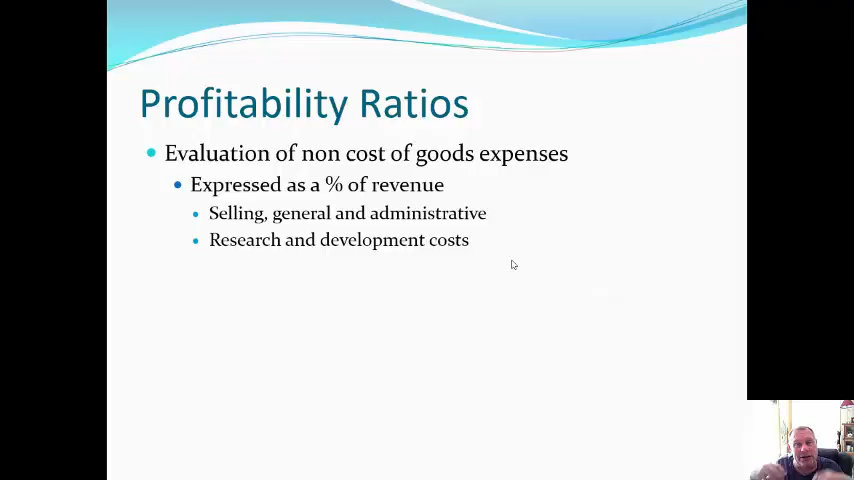 Profitability Ratios
Evaluation of non cost of goods expenses
Expressed as a % of revenue
Selling, general and administrative
Research and development costs